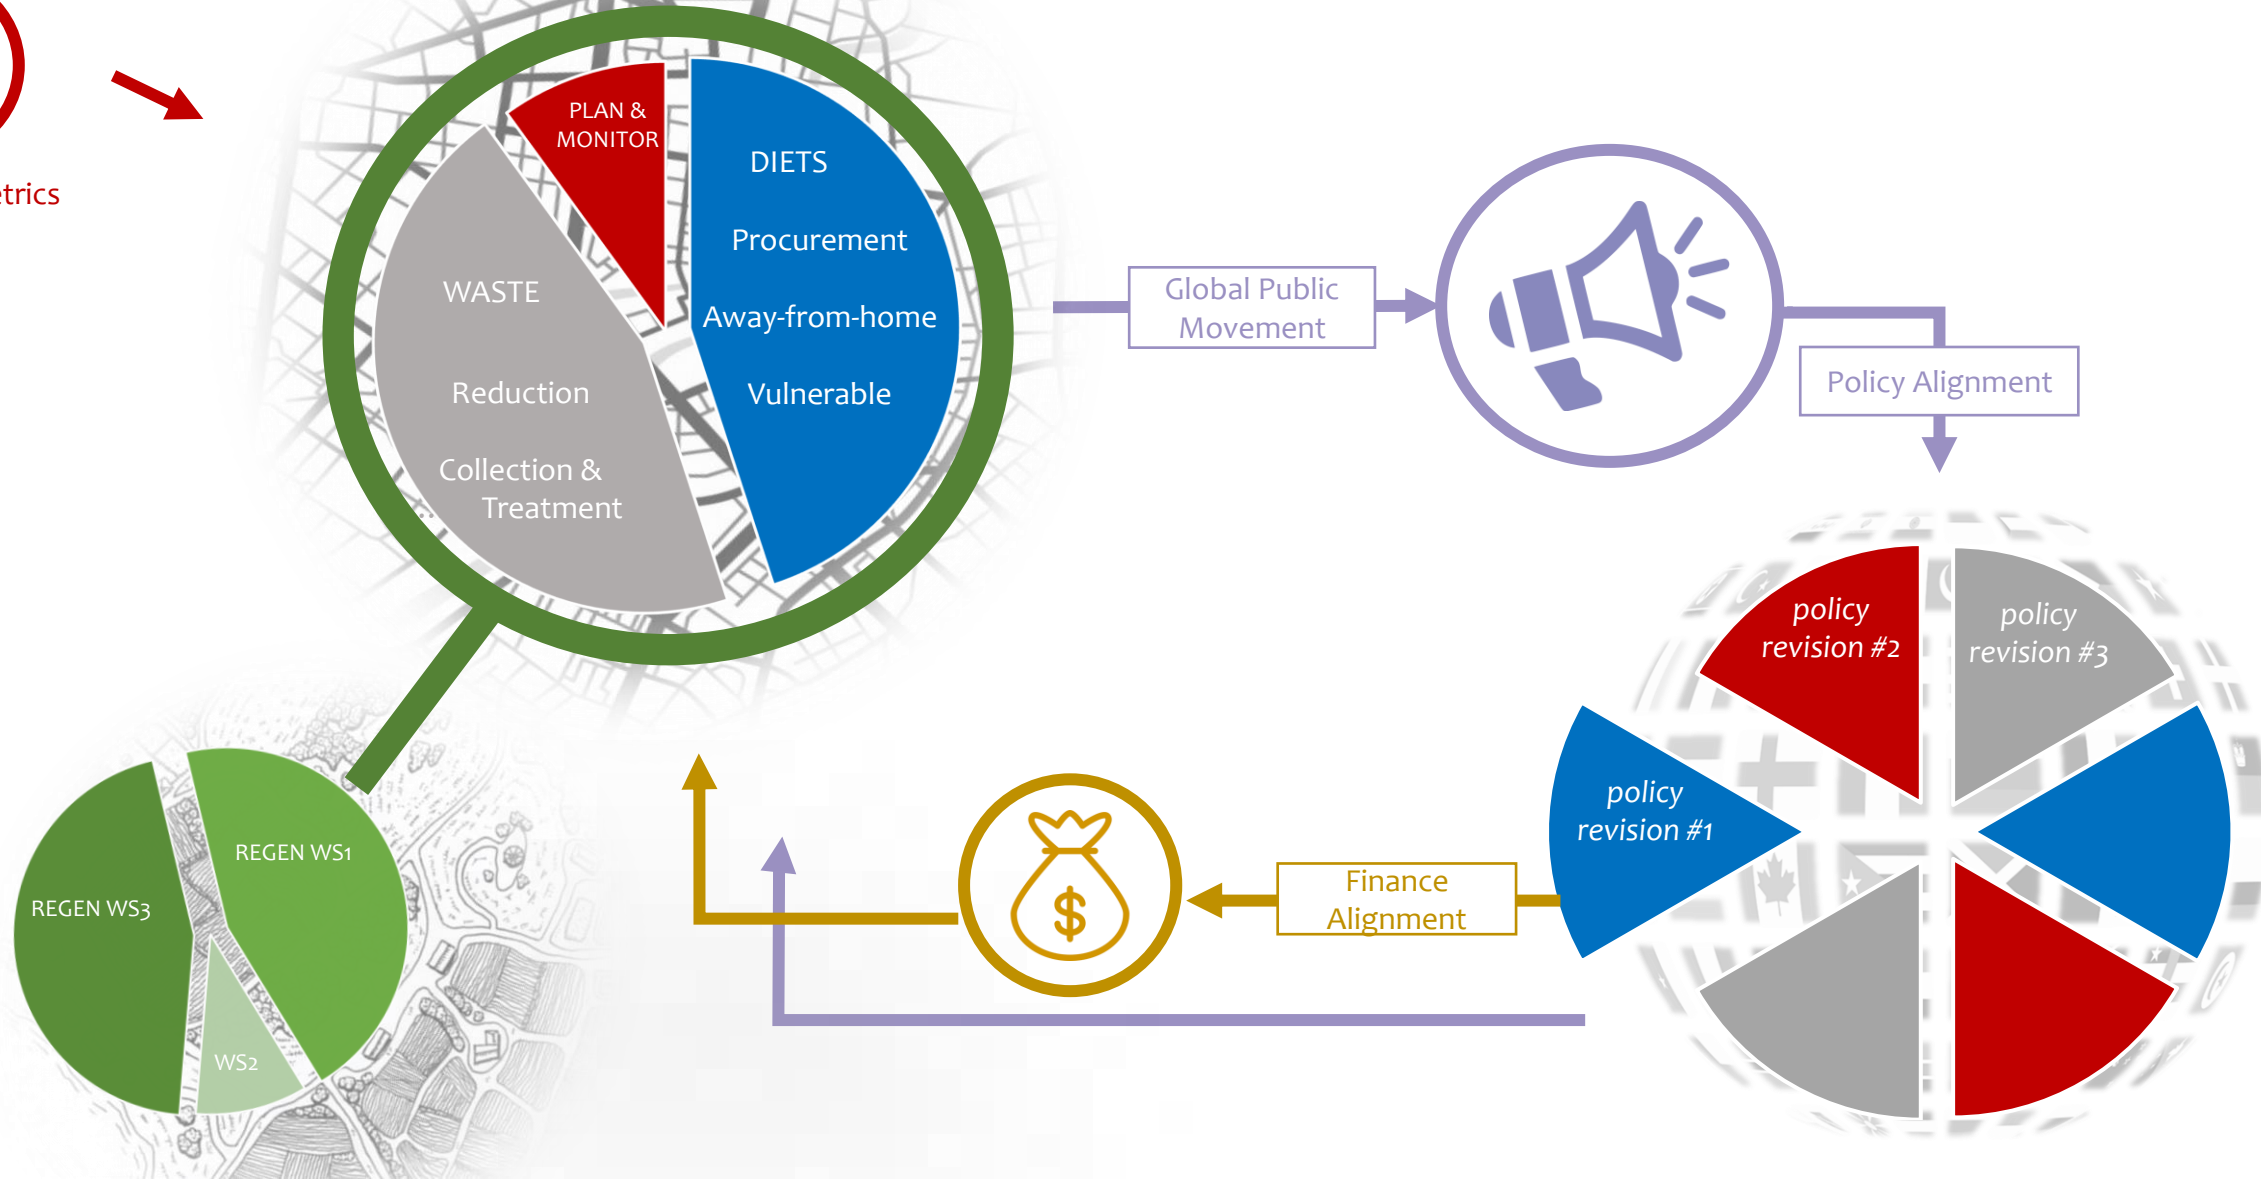 etrics
PLAN &
MONITOR
DIETS
Procurement
Away-from-home
Vulnerable
WASTE
Reduction
Collection &
Treatment
Global Public
Movement
Policy Alignment
policy
revision #2
policy
revision #3
policy
revision #1
Finance
Alignment
$
REGEN WS1
REGEN WS3
WS2